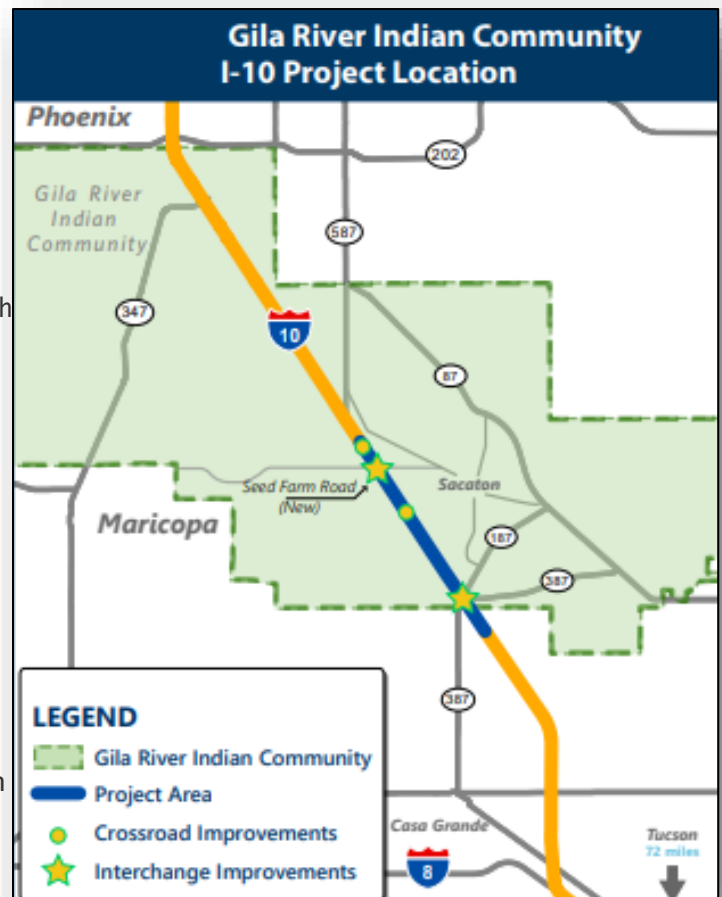 Gila River Indian Community
I-10 Project Location
Phoenix
202
Gila River
Indian
Community
587
h
347
10
87
Seed Farm Road
(New)
Sacaton
Maricopa
187
387
387
LEGEND
Gila River Indian Community
Project Area
Crossroad Improvements
Interchange Improvements
Casa Grande
8
Tucson
72 miles